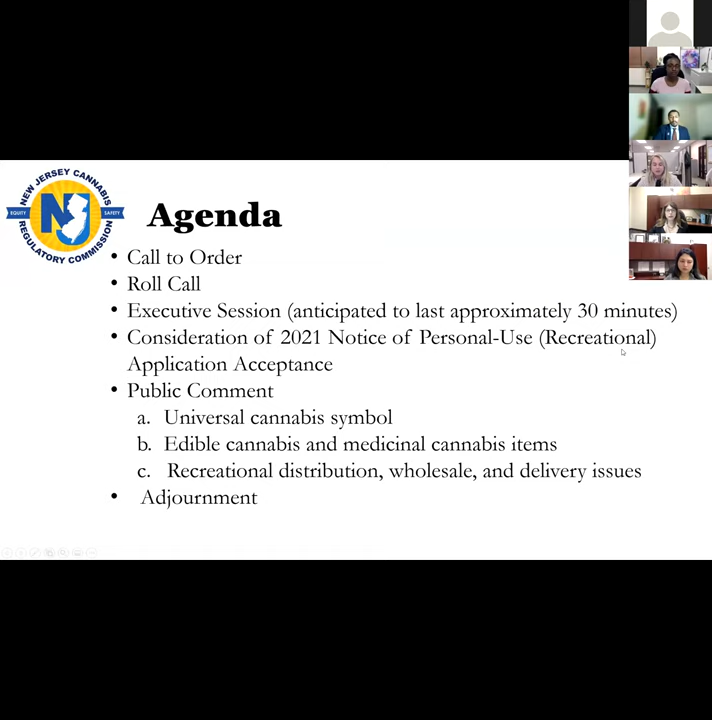 NEW JERSEY CANNABIS
EQUITY
SAFETY
REGULATORY COMMISSION
Agenda
• Call to Order
• Roll Call
• Executive Session (anticipated to last approximately 30 minutes)
• Consideration of 2021 Notice of Personal-Use (Recreational)
Application Acceptance
• Public Comment
a. Universal cannabis symbol
b. Edible cannabis and medicinal cannabis items
c. Recreational distribution, wholesale, and delivery issues
• Adjournment